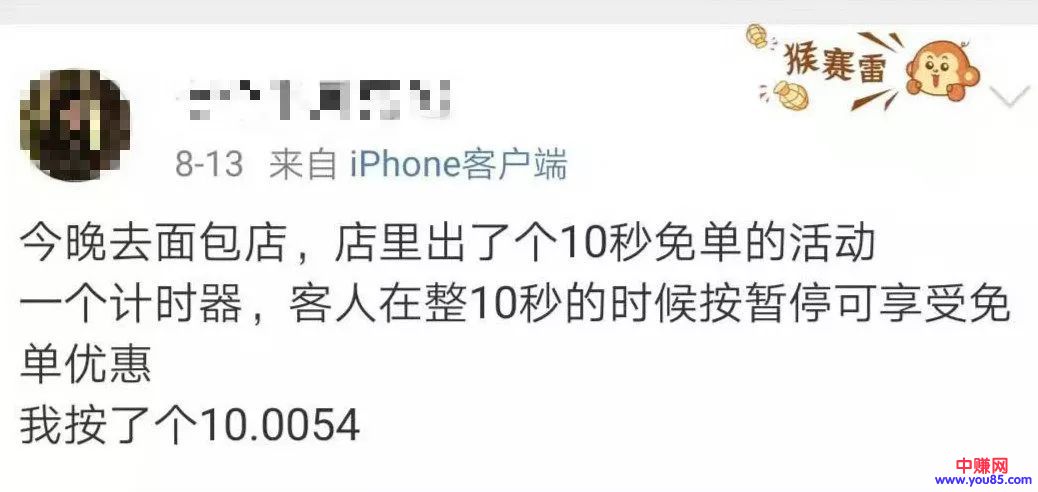 猴赛雷
8-13 来自 iPhone客户端
今晚去面包店，店里出了个10秒免单的活动
一个计时器，客人在整10秒的时候按暂停可享受免
单优惠
我按了个10.0054
中赚网
www.you85.com